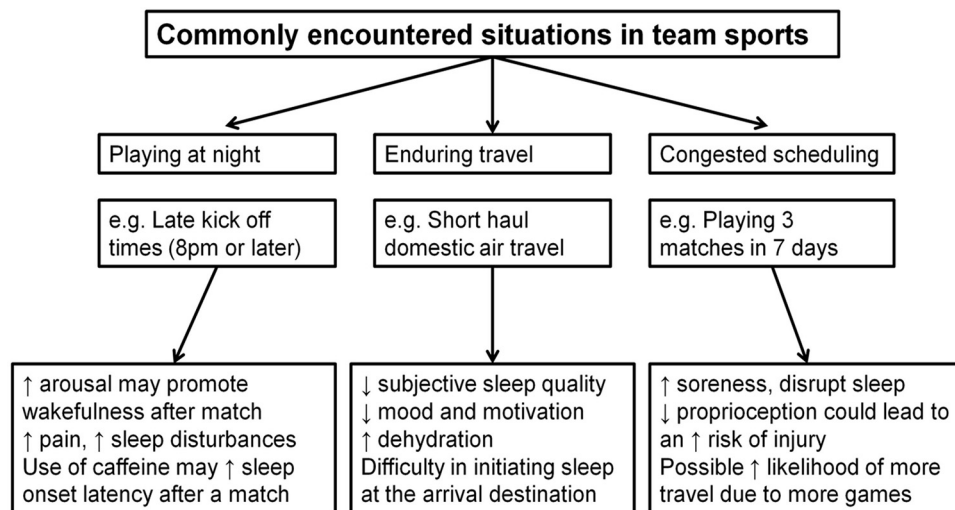 Commonly encountered situations in team sports
Playing at night
Enduring travel
Congested scheduling
e.g. Late kick off
times (8pm or later)
e.g. Short haul
domestic air travel
e.g. Playing 3
matches in 7 days
↑ arousal may promote
wakefulness after match
↑ pain, ↑ sleep disturbances
Use of caffeine may ↑ sleep
onset latency after a match
↓ subjective sleep quality
↓ mood and motivation
↑ dehydration
Difficulty in initiating sleep
at the arrival destination
↑ soreness, disrupt sleep
↓ proprioception could lead to
an ↑ risk of injury
Possible ↑ likelihood of more
travel due to more games